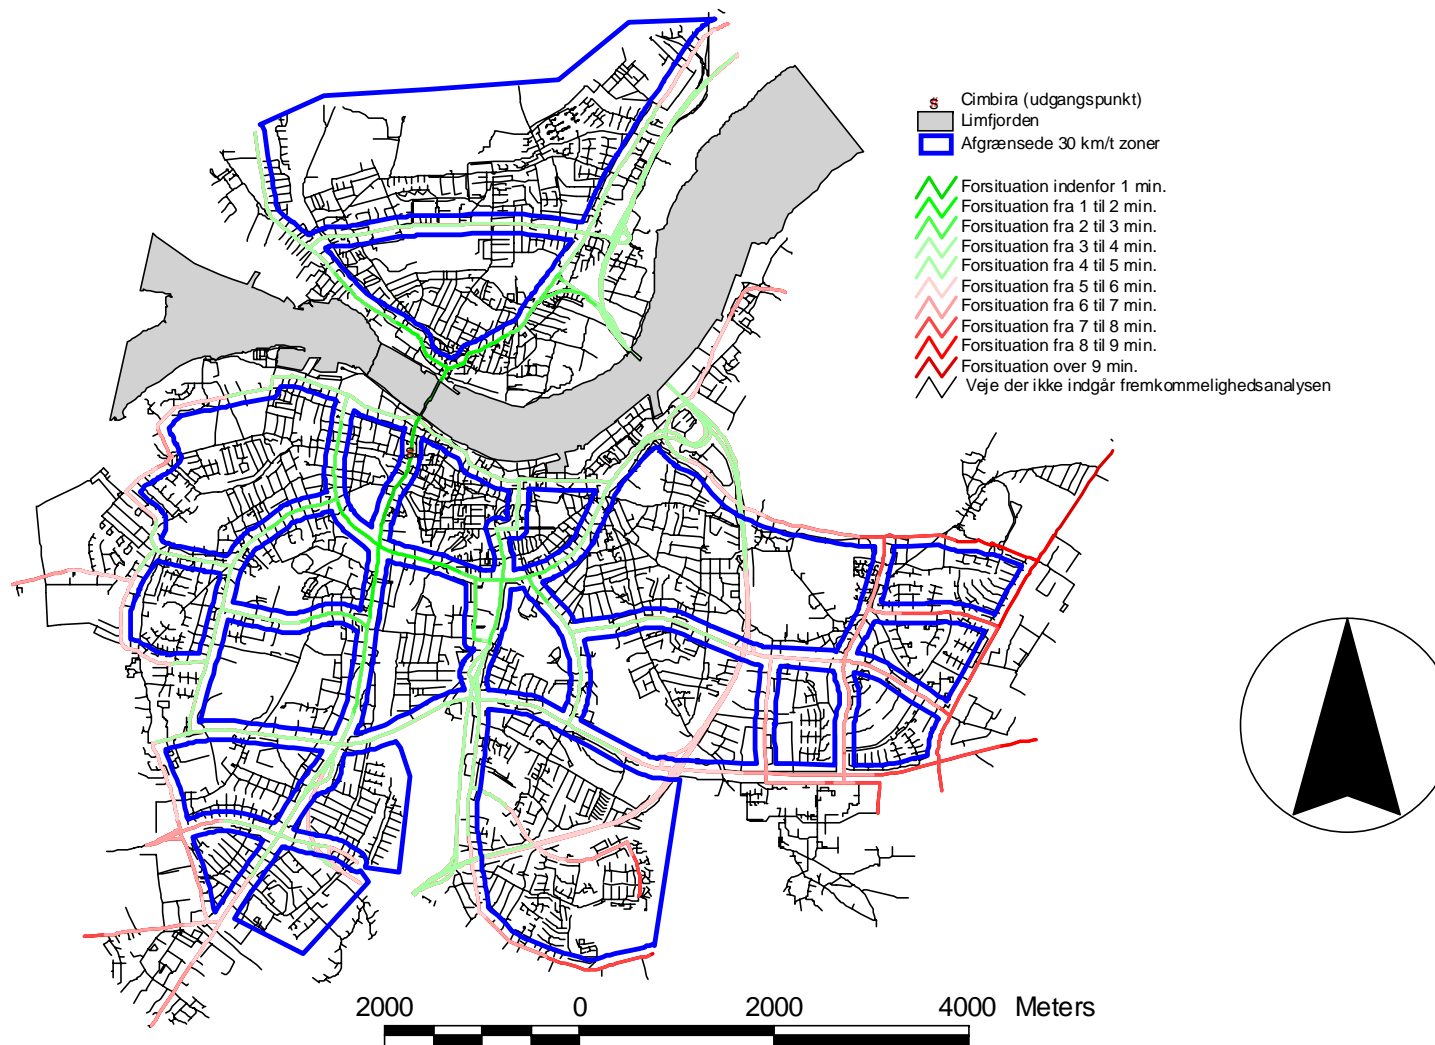 $ Cimbira (udgangspunkt)
Limfjorden
Afgrænsede 30 km/t zoner
Forsituation indenfor 1 min.
Forsituation fra 1 til 2 min.
Forsituation fra 2 til 3 min.
Forsituation fra 3 til 4 min.
Forsituation fra 4 til 5 min.
Forsituation fra 5 til 6 min.
Forsituation fra 6 til 7 min.
Forsituation fra 7 til 8 min.
Forsituation fra 8 til 9 min.
Forsituation over 9 min.
Veje der ikke indgår fremkommelighedsanalysen
$
2000 0 2000 4000 Meters